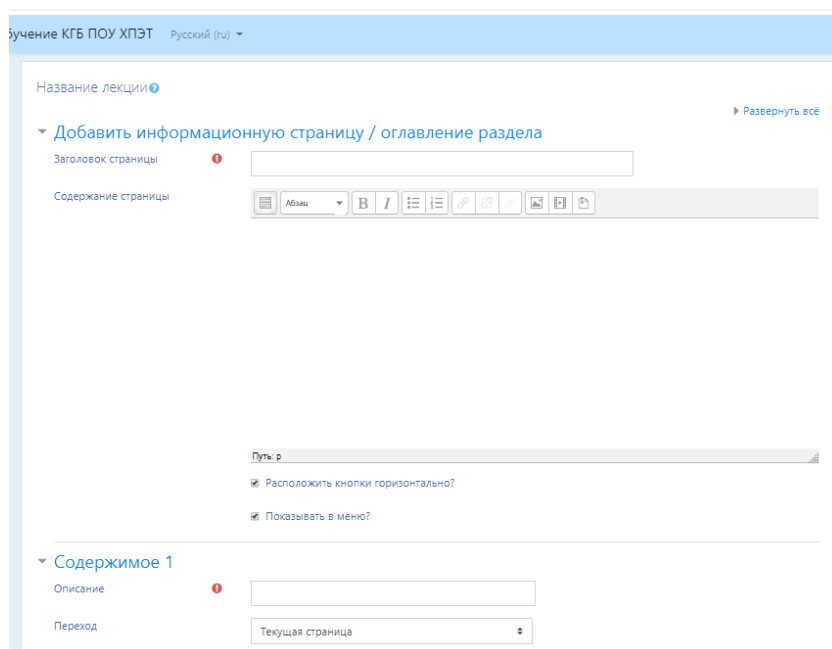 бучение КГБ ПОУ ХПЭТ Русский (ru)
Название лекции
Развернуть всё
Добавить информационную страницу / оглавление раздела
Заголовок страницы
Содержание страницы
Абзац B I
Путь: p
Расположить кнопки горизонтально?
Показывать в меню?
Содержимое 1
Описание
Переход
Текущая страница